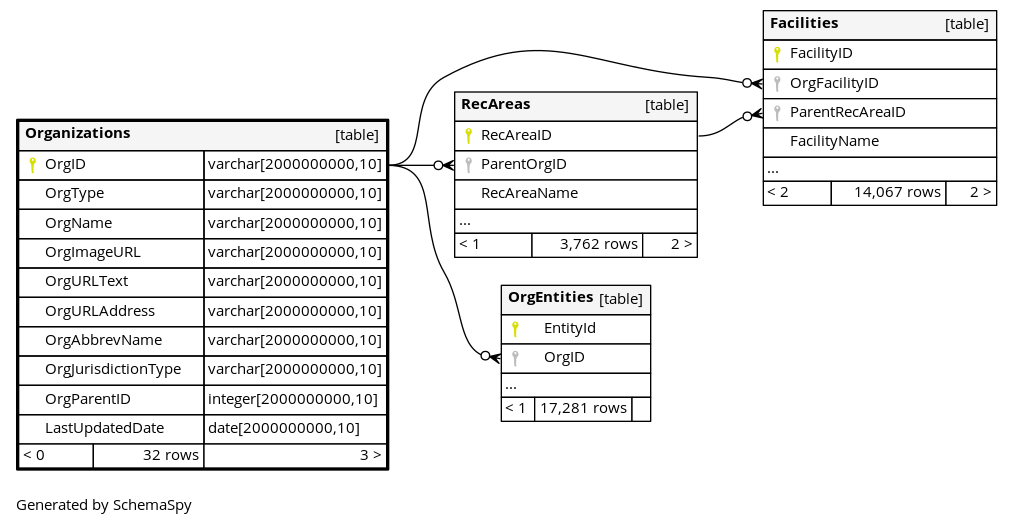 Organizations [table]
OrgID varchar[2000000000,10]
OrgType varchar[2000000000,10]
OrgName varchar[2000000000,10]
OrgImageURL varchar[2000000000,10]
OrgURLText varchar[2000000000,10]
OrgURLAddress varchar[2000000000,10]
OrgAbbrevName varchar[2000000000,10]
OrgJurisdictionType varchar[2000000000,10]
OrgParentID integer[2000000000,10]
LastUpdatedDate date[2000000000,10]
< 0 32 rows 3 >
RecAreas [table]
RecAreaID
ParentOrgID
RecAreaName
...
< 1 3,762 rows 2 >
OrgEntities [table]
EntityId
OrgID
...
< 1 17,281 rows
Facilities [table]
FacilityID
OrgFacilityID
ParentRecAreaID
FacilityName
...
< 2 14,067 rows 2 >
Generated by SchemaSpy